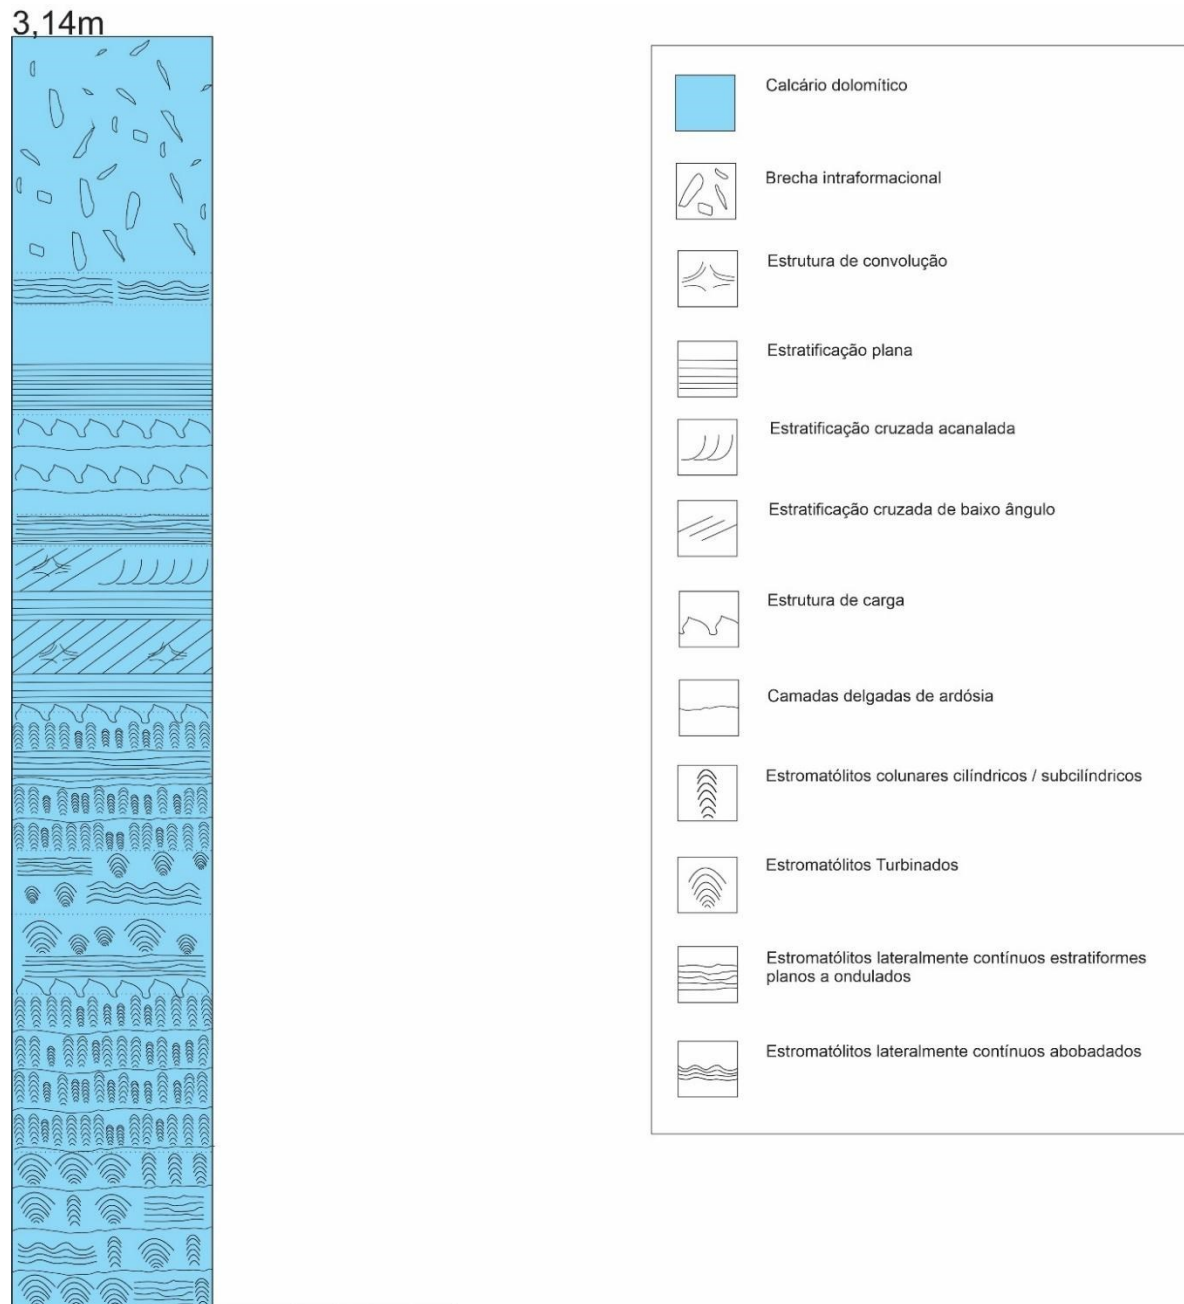 3,14m
Calcário dolomítico
Brecha intraformacional
Estrutura de convolução
Estratificação plana
Estratificação cruzada acanalada
Estratificação cruzada de baixo ângulo
Estrutura de carga
Camadas delgadas de ardósia
Estromatólitos colunares cilíndricos / subcilíndricos
Estromatólitos Turbinados
Estromatólitos lateralmente contínuos estratiformes
planos a ondulados
Estromatólitos lateralmente contínuos abobadados